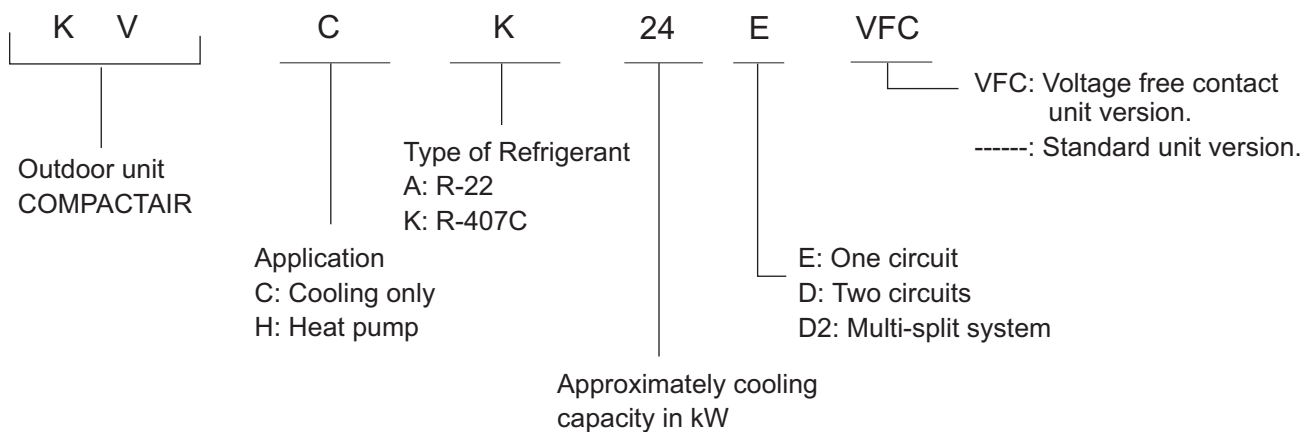 K V C K 24 E VFC
VFC: Voltage free contact
unit version.
------: Standard unit version.
Outdoor unit
COMPACTAIR
Type of Refrigerant
A: R-22
K: R-407C
Application
C: Cooling only
H: Heat pump
E: One circuit
D: Two circuits
D2: Multi-split system
Approximately cooling
capacity in kW